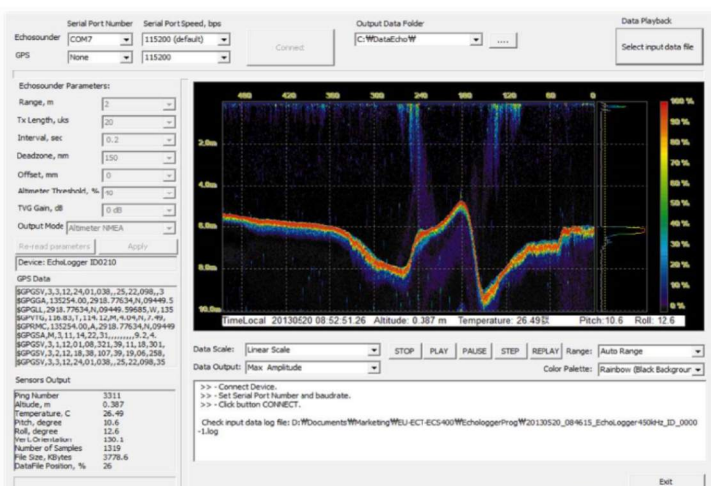 Serial Port Number Serial Port Speed, bps Output Data Folder Data Playback
Echosounder COM7 115200 (default) C:₩DataEcho₩ .... Connect Select input data file
GPS None 115200
Echosounder Parameters:
Range, m 2
Tx Length, uks 20
Interval, sec 0.2
Deadzone, mm 150
Offset, mm 0
Altimeter Threshold, % 40
TVG Gain, dB 0 dB
Output Mode Altimeter NMEA
Re-read parameters Apply
Device: EchoLogger ID0210
GPS Data
$GPGSV,3,3,12,24,01,038,,25,22,098,,3
$GPGGA,135254.00,2918.77634,N,09449.5
$GPGLL,2918.77634,N,09449.59685,W,135
$GPVTG,116.83,T,114.12,M,4.04,N,7.49,
$GPRMC,135254.00,A,2918.77634,N,09449
$GPGSA,M,3,11,14,22,31,,,,,,,,,9.2,4.
$GPGSV,3,1,12,01,08,321,39,11,18,301,
$GPGSV,3,2,12,18,38,107,39,19,06,258,
$GPGSV,3,3,12,24,01,038,,25,22,098,35
Sensors Output
Ping Number 3311
Altitude, m 0.387
Temperature, C 26.49
Pitch, degree 10.6
Roll, degree 12.6
Vert.Orientation 130.1
Number of Samples 1319
File Size, KBytes 3778.6
DataFile Position, % 26
480 420 360 300 240 180 120 60 0
2.0m
4.0m
6.0m
8.0m
10.0m
100 %
90 %
80 %
70 %
60 %
50 %
40 %
30 %
20 %
10 %
0 %
TimeLocal 20130520 08:52:51.26 Altitude: 0.387 m Temperature: 26.49 Pitch:10.6 Roll: 12.6
Data Scale: Linear Scale STOP PLAY PAUSE STEP REPLAY Range: Auto Range
Data Output: Max Amplitude Color Palette: Rainbow (Black Backgrour
>> - Connect Device.
>> - Set Serial Port Number and baudrate.
>> - Click button CONNECT.
Check input data log file: D:₩Documents₩Marketing₩EU-ECT-ECS400₩EchologgerProg₩20130520_084615_EchoLogger450kHz_ID_0000
-1.log
Exit